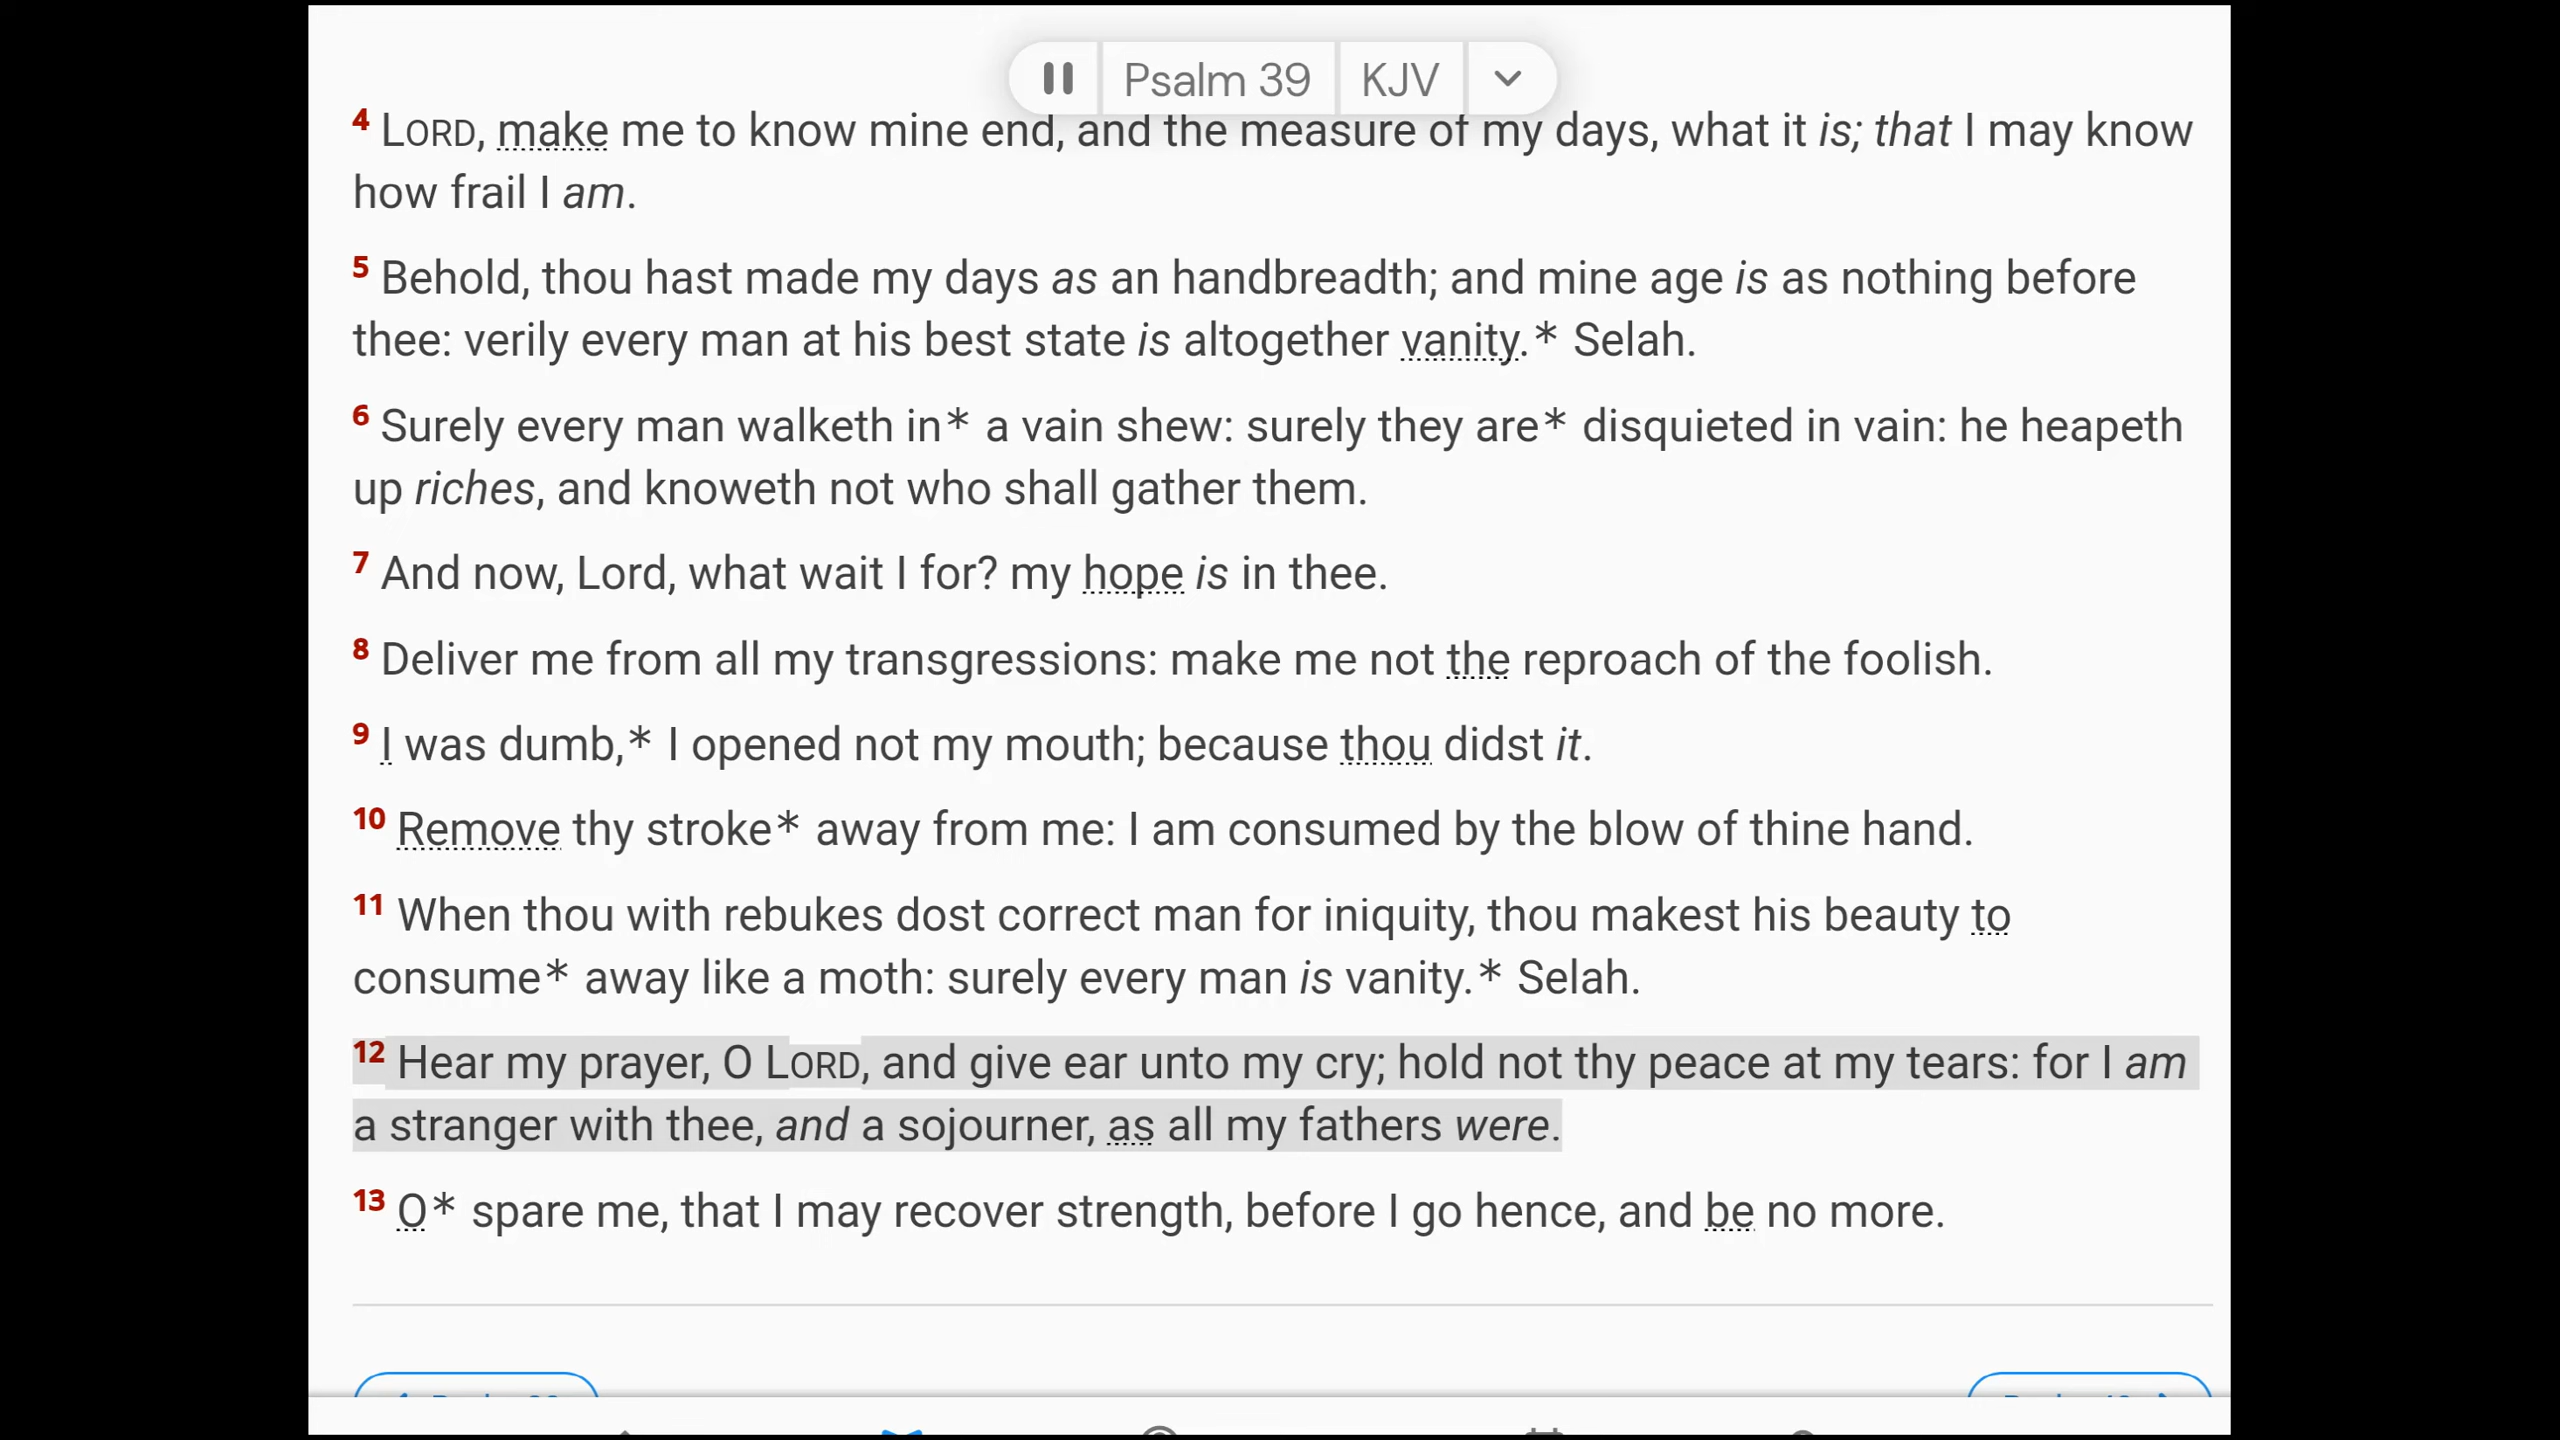 Psalm 39 KJV
4 LORD, make me to know mine end, and the measure of my days, what it is; that I may know
how frail I am.
5 Behold, thou hast made my days as an handbreadth; and mine age is as nothing before
thee: verily every man at his best state is altogether vanity.* Selah.
6 Surely every man walketh in* a vain shew: surely they are* disquieted in vain: he heapeth
up riches, and knoweth not who shall gather them.
7 And now, Lord, what wait I for? my hope is in thee.
8 Deliver me from all my transgressions: make me not the reproach of the foolish.
9 I was dumb,* I opened not my mouth; because thou didst it.
10 Remove thy stroke* away from me: I am consumed by the blow of thine hand.
11 When thou with rebukes dost correct man for iniquity, thou makest his beauty to
consume* away like a moth: surely every man is vanity.* Selah.
12 Hear my prayer, O LORD, and give ear unto my cry; hold not thy peace at my tears: for I am
a stranger with thee, and a sojourner, as all my fathers were.
13 O* spare me, that I may recover strength, before I go hence, and be no more.